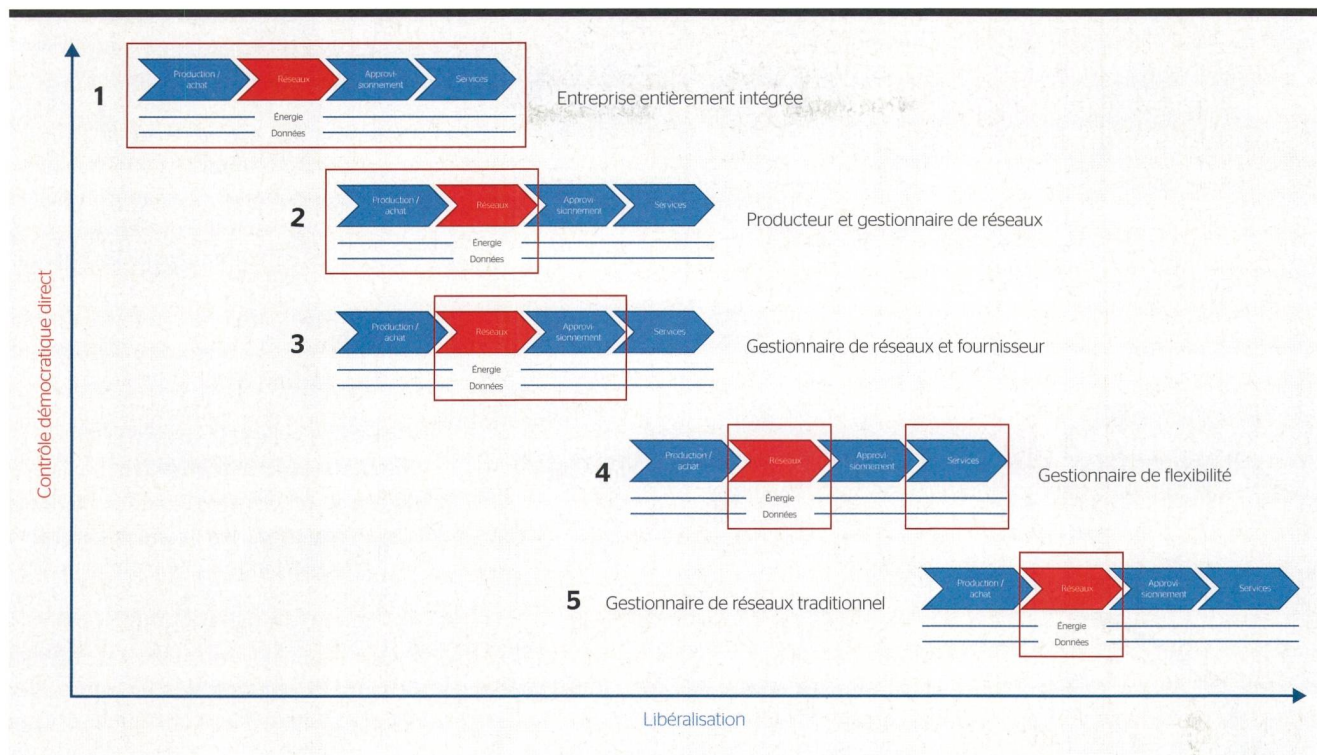 Contrôle démocratique direct
1
Production /
achat
Réseaux
Approvi-
sionnement
Services
Énergie
Données
Entreprise entièrement intégrée
2
Production /
achat
Réseaux
Approvi-
sionnement
Services
Énergie
Données
Producteur et gestionnaire de réseaux
3
Production /
achat
Réseaux
Approvi-
sionnement
Services
Énergie
Données
Gestionnaire de réseaux et fournisseur
4
Production /
achat
Réseaux
Approvi-
sionnement
Services
Énergie
Données
Gestionnaire de flexibilité
5
Gestionnaire de réseaux traditionnel
Production /
achat
Réseaux
Approvi-
sionnement
Services
Énergie
Données
Libéralisation